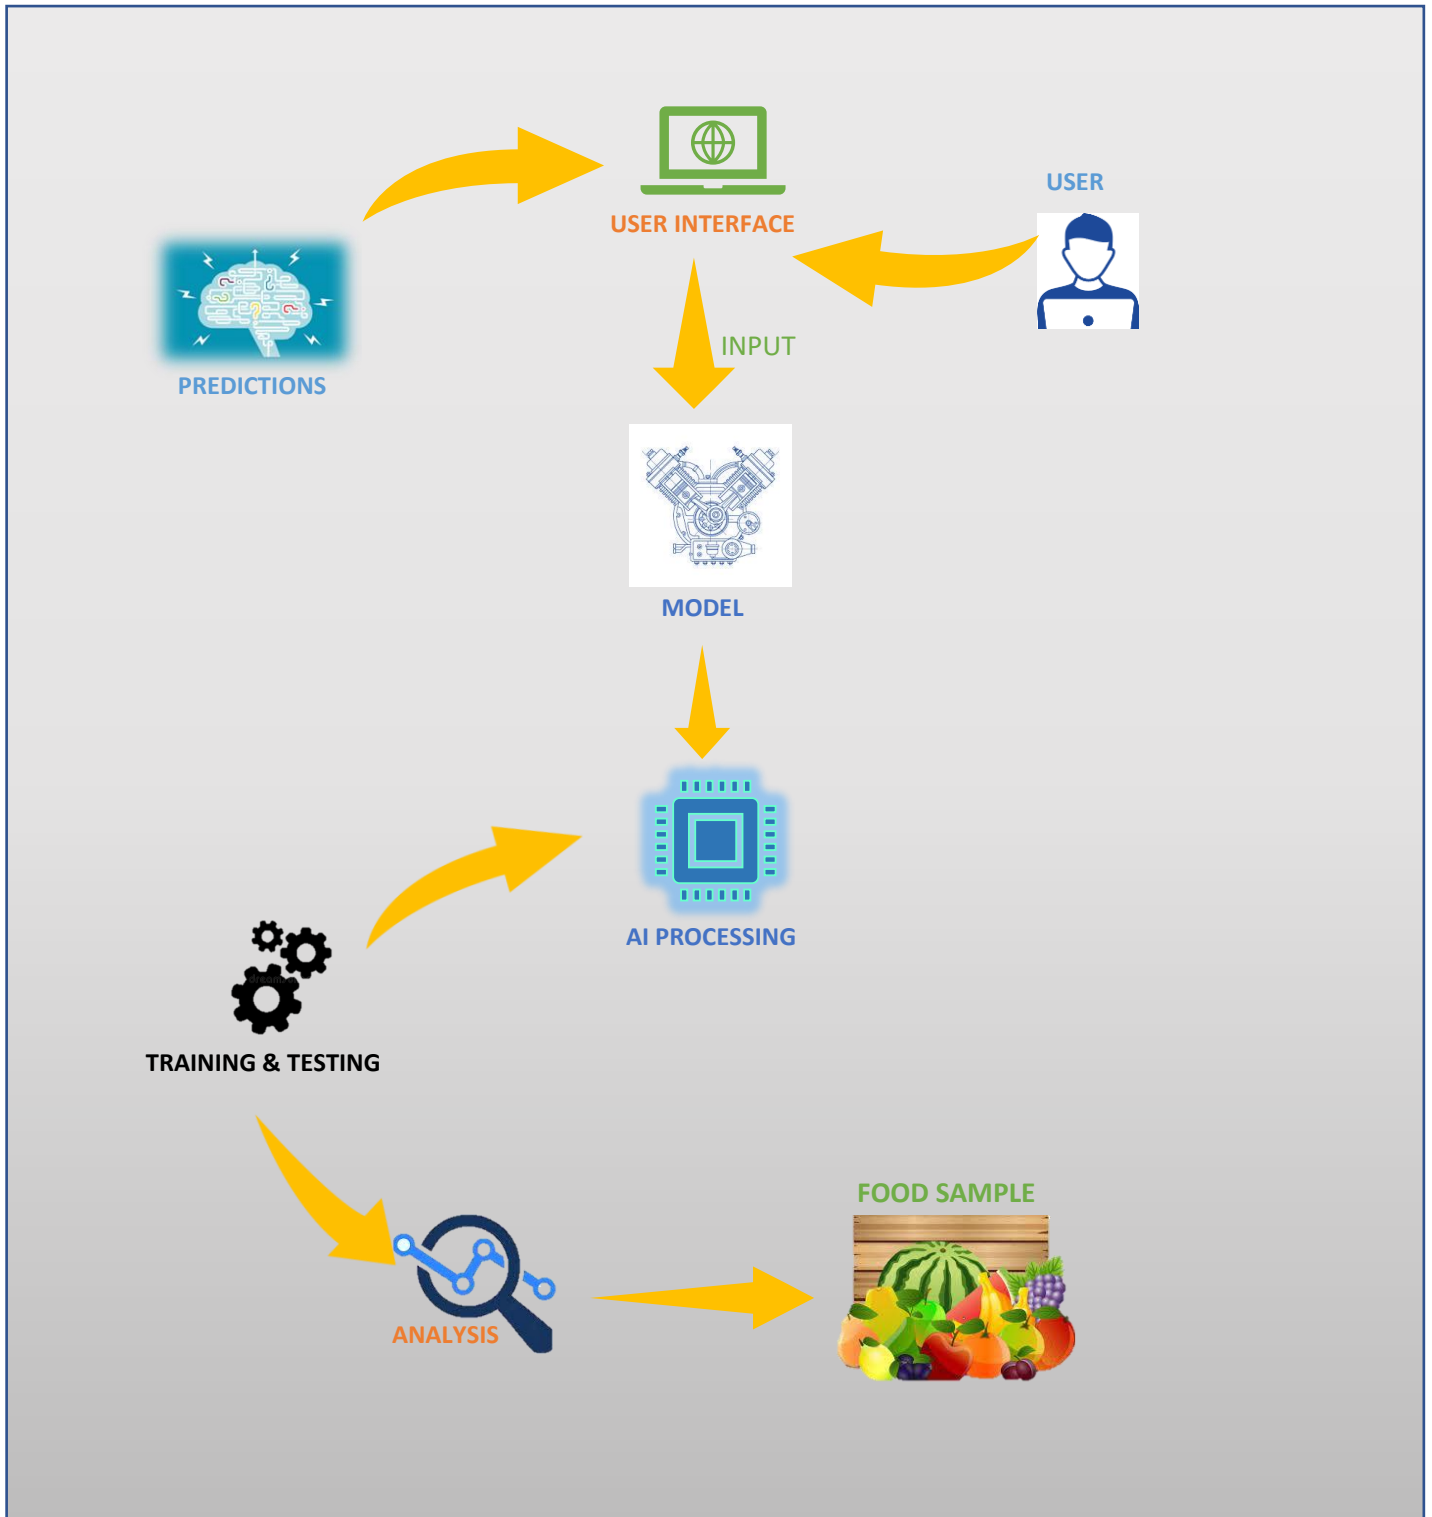 USER
USER INTERFACE
INPUT
PREDICTIONS
MODEL
AI PROCESSING
TRAINING & TESTING
FOOD SAMPLE
ANALYSIS